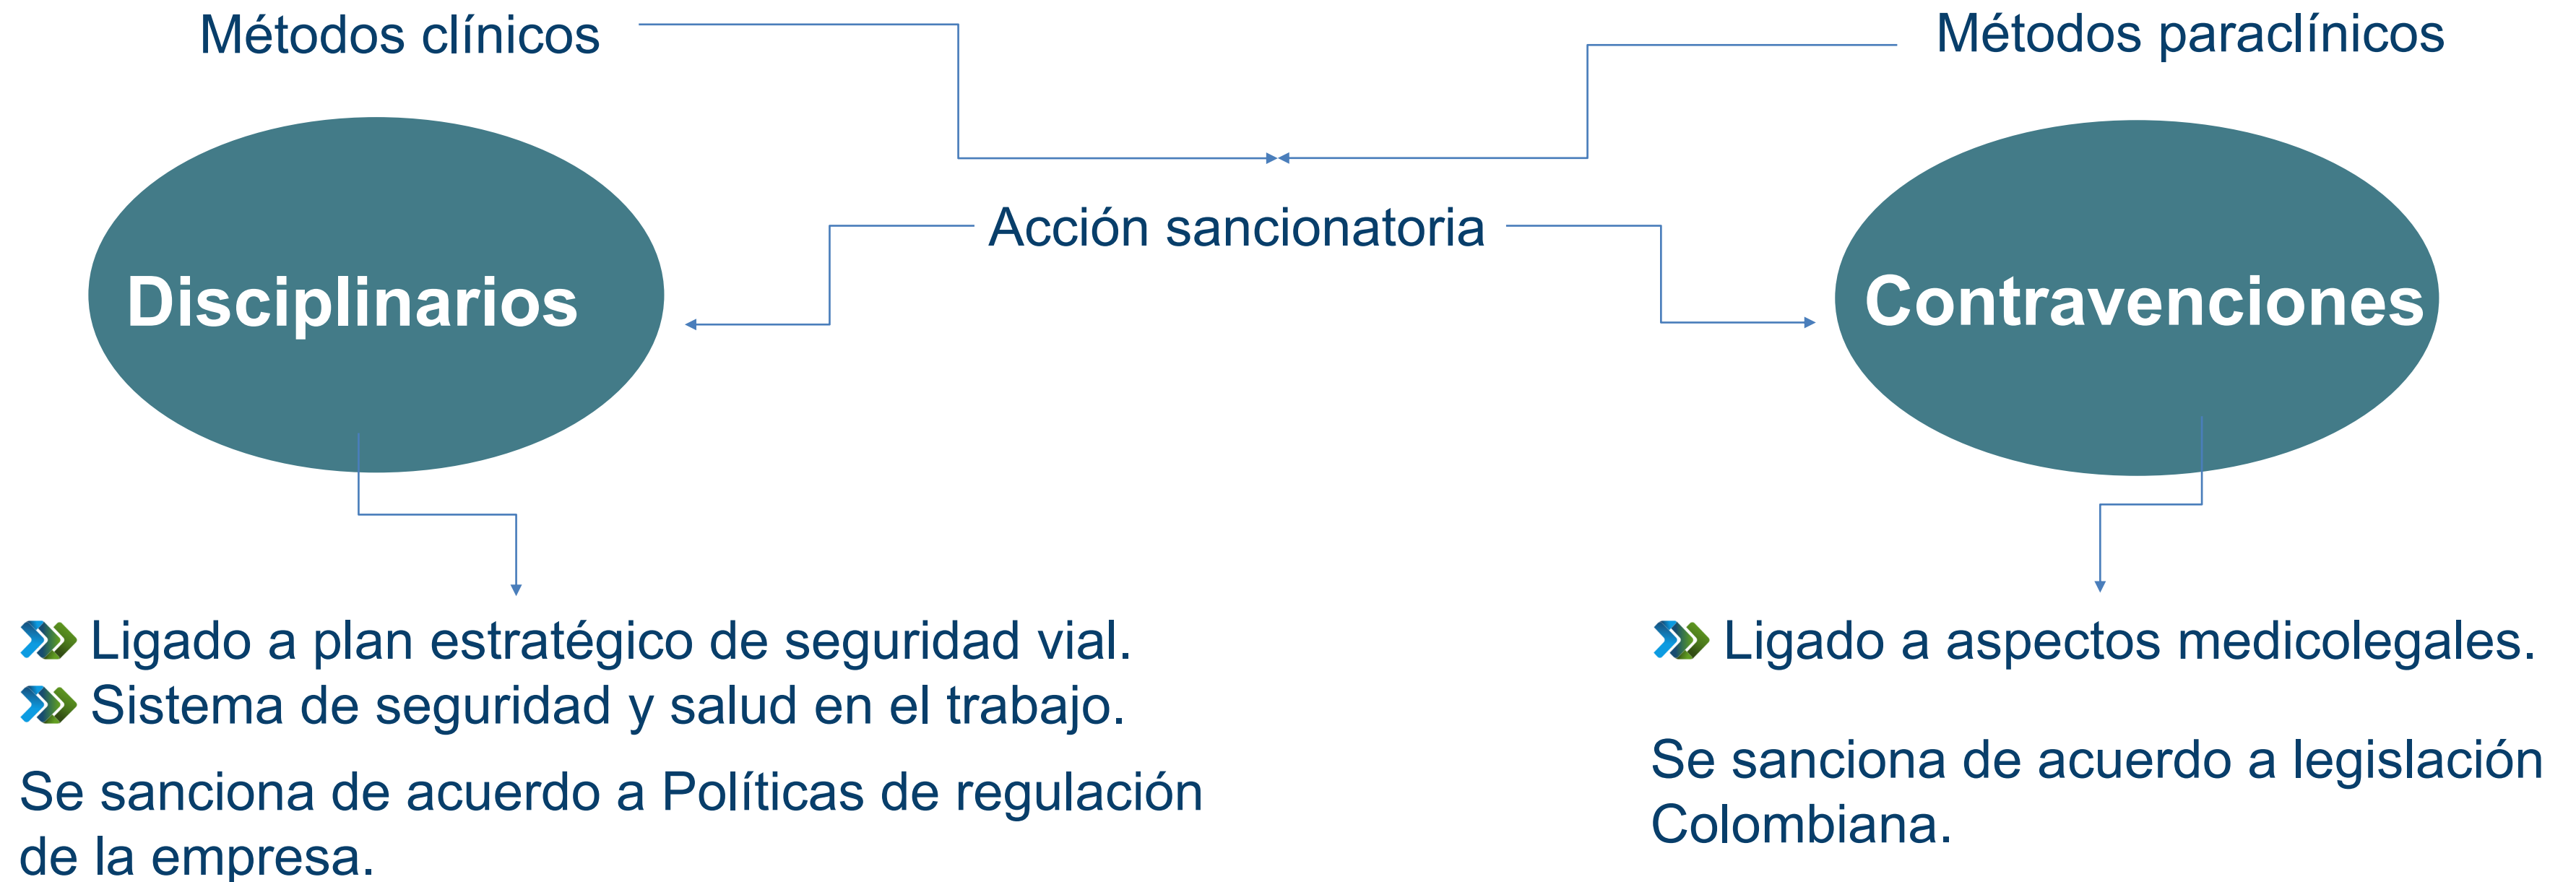 Métodos clínicos
Métodos paraclínicos
Acción sancionatoria
Disciplinarios
Contravenciones
Ligado a plan estratégico de seguridad vial.
Sistema de seguridad y salud en el trabajo.
Se sanciona de acuerdo a Políticas de regulación
de la empresa.
Ligado a aspectos medicolegales.
Se sanciona de acuerdo a legislación
Colombiana.